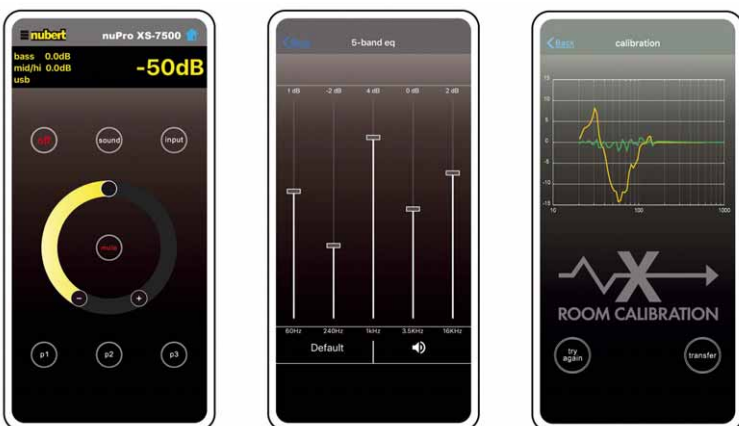 nubert
nuPro XS-7500
bass 0.0dB
mid/hi 0.0dB
usb
-50dB
off
sound
input
mute
−
+
p1
p2
p3
5-band eq
1 dB
-2 dB
4 dB
0 dB
2 dB
60Hz
240Hz
1kHz
3.5KHz
16KHz
Default
< Back
calibration
15
10
5
0
-5
-10
-15
10
100
1000
X
ROOM CALIBRATION
try
again
transfer